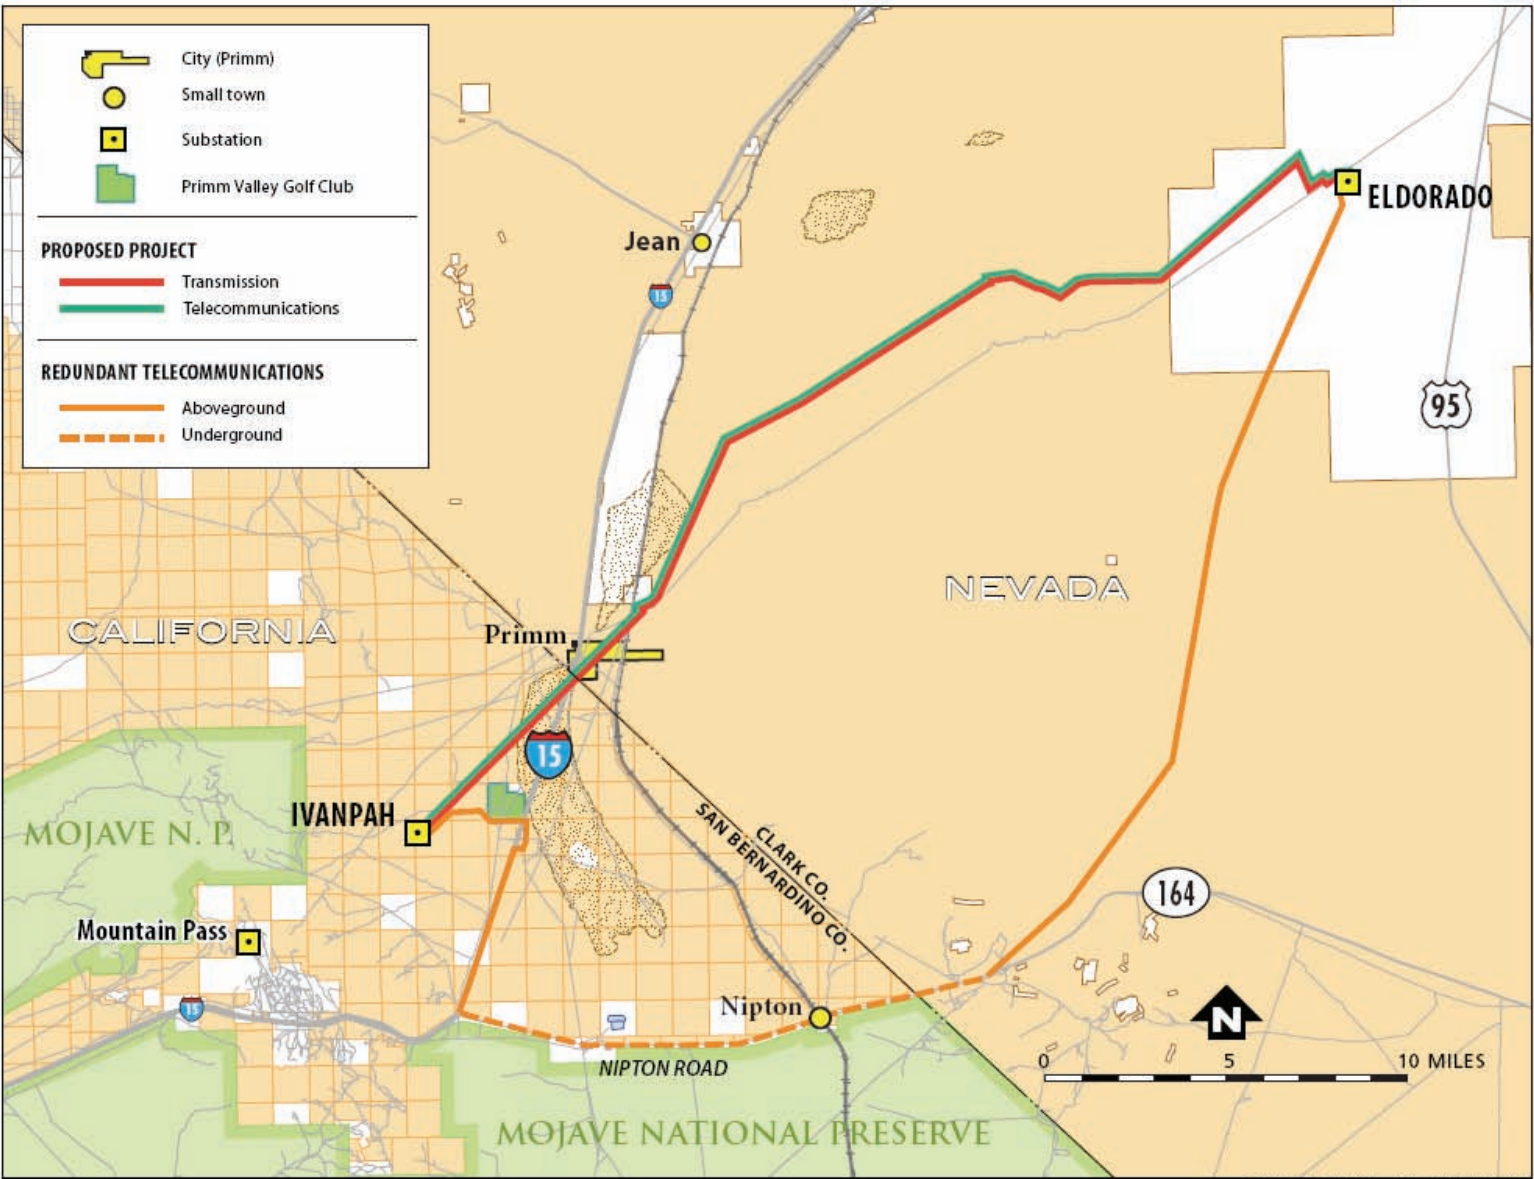 City (Primm)
Small town
Substation
Primm Valley Golf Club
PROPOSED PROJECT
Transmission
Telecommunications
REDUNDANT TELECOMMUNICATIONS
Aboveground
Underground
ELDORADO
Jean
15
95
NEVADA
CALIFORNIA
Primm
15
IVANPAH
MOJAVE N. P.
CLARK CO.
SAN BERNARDINO CO.
164
Mountain Pass
15
Nipton
N
NIPTON ROAD
0 5 10 MILES
MOJAVE NATIONAL PRESERVE